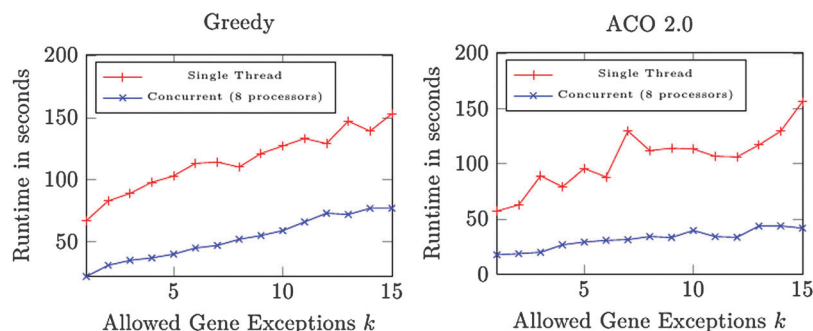 Greedy
Runtime in seconds
200
150
100
50
Single Thread
Concurrent (8 processors)
5
10
15
Allowed Gene Exceptions k
ACO 2.0
Runtime in seconds
200
150
100
50
0
Single Thread
Concurrent (8 processors)
5
10
15
Allowed Gene Exceptions k